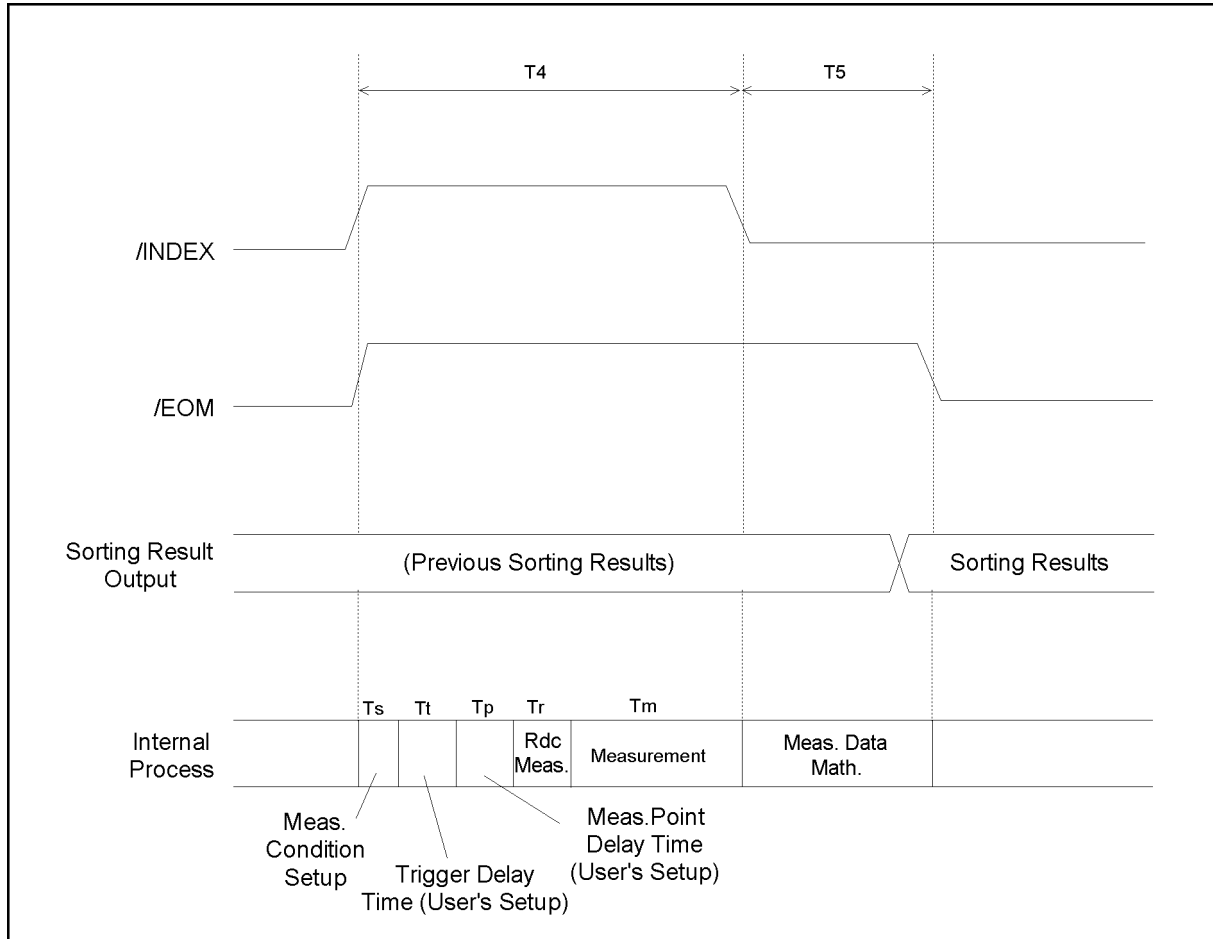 T4
T5
/INDEX
/EOM
Sorting Result
Output
(Previous Sorting Results)
Sorting Results
Ts
Tt
Tp
Tr
Tm
Internal
Process
Rdc
Meas.
Measurement
Meas. Data
Math.
Meas.
Condition
Setup
Trigger Delay
Time (User's Setup)
Meas.Point
Delay Time
(User's Setup)